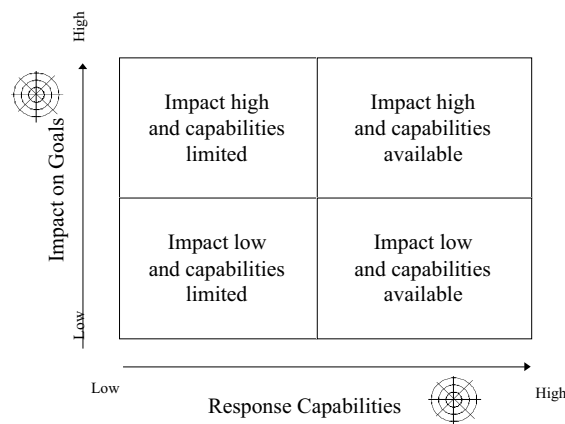 High
Impact on Goals
Low
Impact high
and capabilities
limited
Impact high
and capabilities
available
Impact low
and capabilities
limited
Impact low
and capabilities
available
Low
Response Capabilities
High